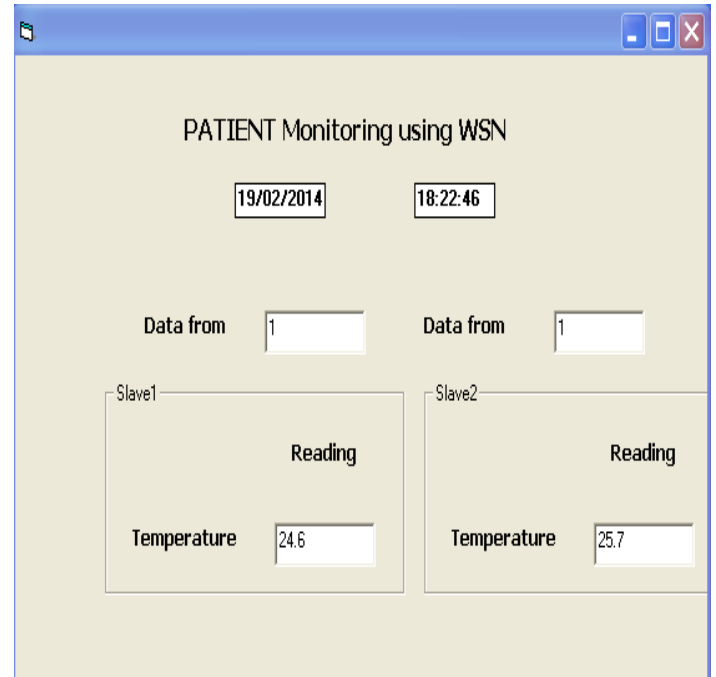 PATIENT Monitoring using WSN
19/02/2014 18:22:46
Data from 1 Data from 1
Slave1 Slave2
Reading Reading
Temperature 24.6 Temperature 25.7